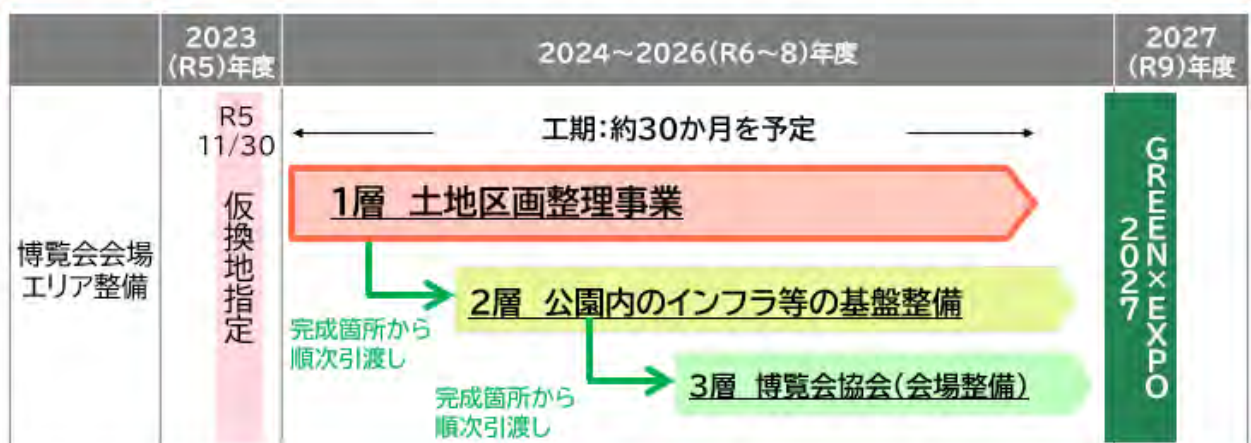 2023
(R5)年度
2024～2026(R6～8)年度
2027
(R9)年度
博覧会会場
エリア整備
R5
11/30
仮換地指定
工期：約30か月を予定
1層　土地区画整理事業
完成箇所から
順次引渡し
2層　公園内のインフラ等の基盤整備
完成箇所から
順次引渡し
3層　博覧会協会(会場整備)
GREEN×EXPO
2027